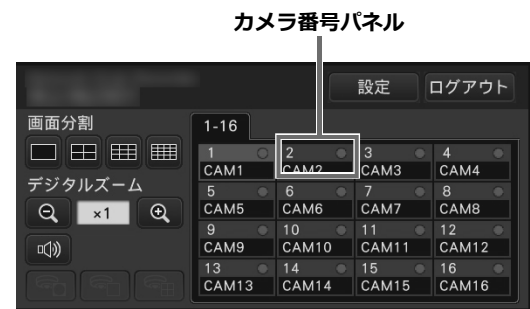 カメラ番号パネル
設定 ログアウト
画面分割
1-16
1 2 3 4
CAM1 CAM2 CAM3 CAM4
デジタルズーム
5 6 7 8
×1
CAM5 CAM6 CAM7 CAM8
9 10 11 12
CAM9 CAM10 CAM11 CAM12
13 14 15 16
CAM13 CAM14 CAM15 CAM16